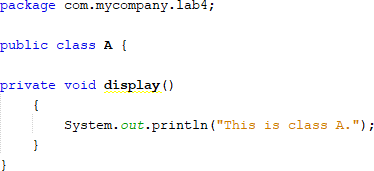 package com.mycompany.lab4;
public class A {
private void display()
{
System.out.println("This is class A.");
}
}